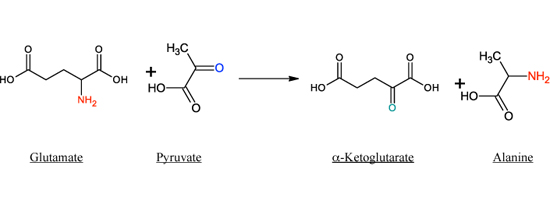 O O H₃C O O H₃C
HO OH + O HO OH + NH₂
NH₂ HO O O HO O
Glutamate Pyruvate α-Ketoglutarate Alanine